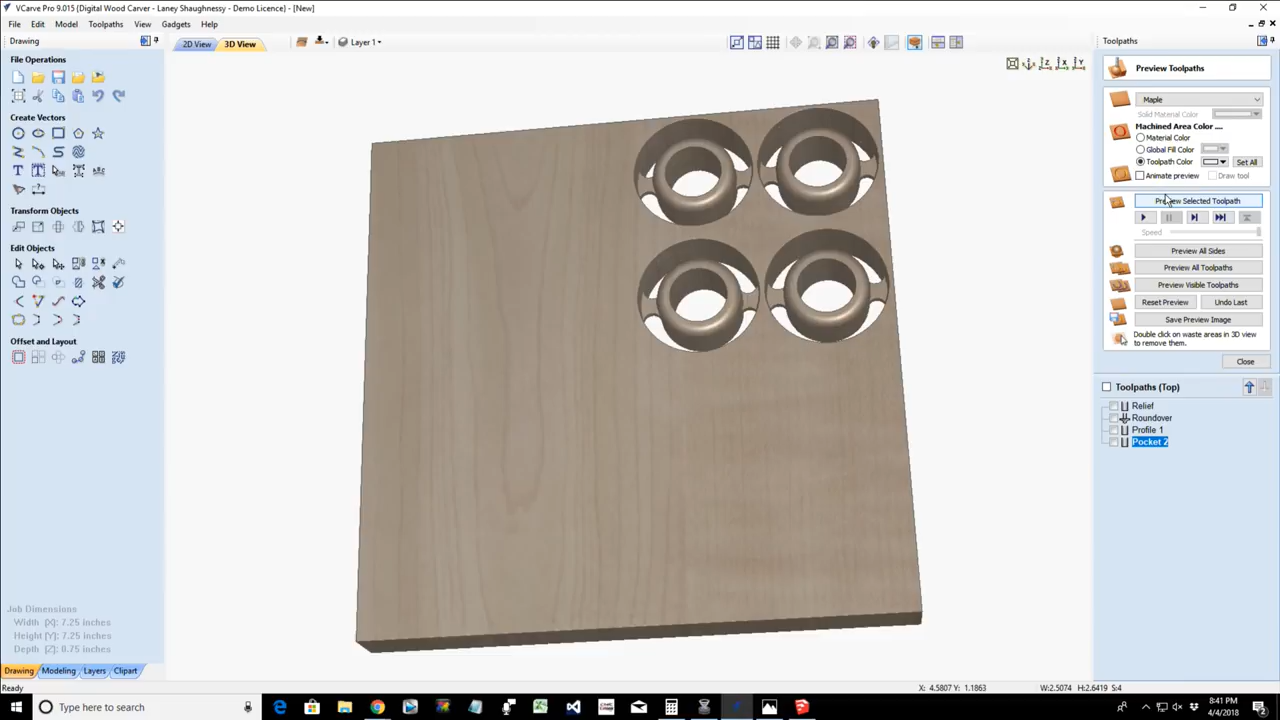 VCarve Pro 9.015 {Digital Wood Carver - Laney Shaughnessy - Demo Licence} - [New]
File Edit Model Toolpaths View Gadgets Help
Drawing
2D View 3D View Layer 1
Toolpaths
File Operations
Create Vectors
Transform Objects
Edit Objects
Offset and Layout
Job Dimensions
Width (X): 7.25 inches
Height (Y): 7.25 inches
Depth (Z): 0.75 inches
Drawing Modeling Layers Clipart
Z X Y
Preview Toolpaths
Maple
Solid Material Color
Machined Area Color ....
Material Color
Global Fill Color
Toolpath Color Set All
Animate preview Draw tool
Preview Selected Toolpath
Speed
Preview All Sides
Preview All Toolpaths
Preview Visible Toolpaths
Reset Preview Undo Last
Save Preview Image
Double click on waste areas in 3D view
to remove them.
Close
Toolpaths (Top)
Relief
Roundover
Profile 1
Pocket 2
Ready
X: 4.5807 Y: 1.1863 W:2.5074 H:2.6419 S:4
Type here to search
8:41 PM
4/4/2018